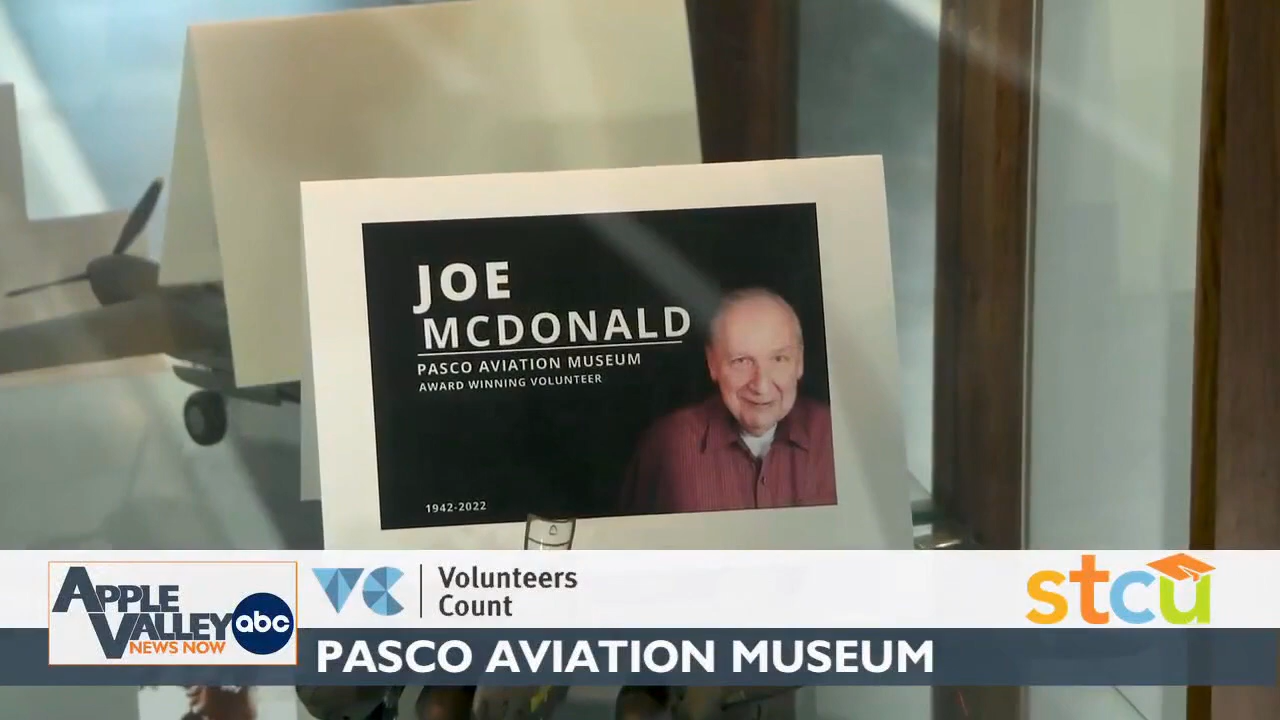 JOE
MCDONALD
PASCO AVIATION MUSEUM
AWARD WINNING VOLUNTEER
1942-2022
APPLE
VALLEY
NEWS NOW
abc
VC
Volunteers
Count
stcu
PASCO AVIATION MUSEUM